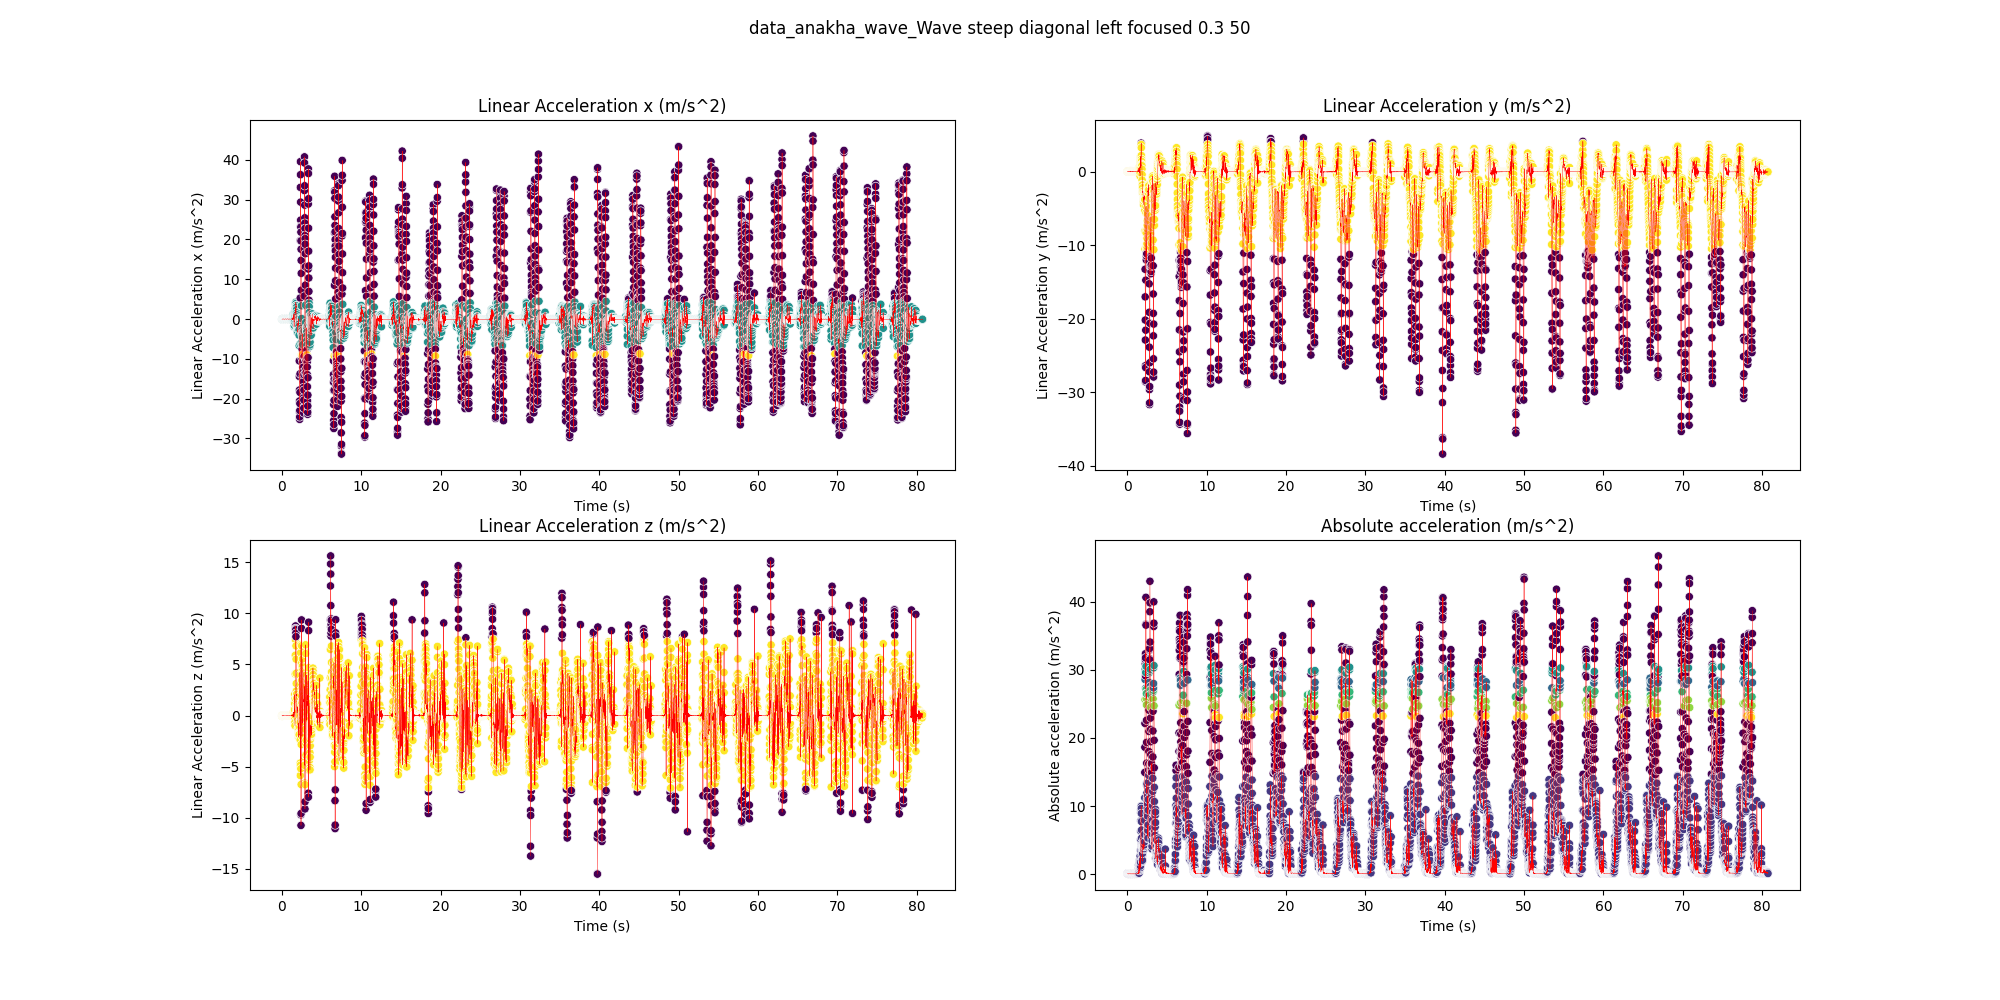 data_anakha_wave_Wave steep diagonal left focused 0.3 50
Linear Acceleration x (m/s^2)
Linear Acceleration x (m/s^2)
40
30
20
10
0
−10
−20
−30
0 10 20 30 40 50 60 70 80
Time (s)
Linear Acceleration y (m/s^2)
Linear Acceleration y (m/s^2)
0
−10
−20
−30
−40
0 10 20 30 40 50 60 70 80
Time (s)
Linear Acceleration z (m/s^2)
Linear Acceleration z (m/s^2)
15
10
5
0
−5
−10
−15
0 10 20 30 40 50 60 70 80
Time (s)
Absolute acceleration (m/s^2)
Absolute acceleration (m/s^2)
40
30
20
10
0
0 10 20 30 40 50 60 70 80
Time (s)